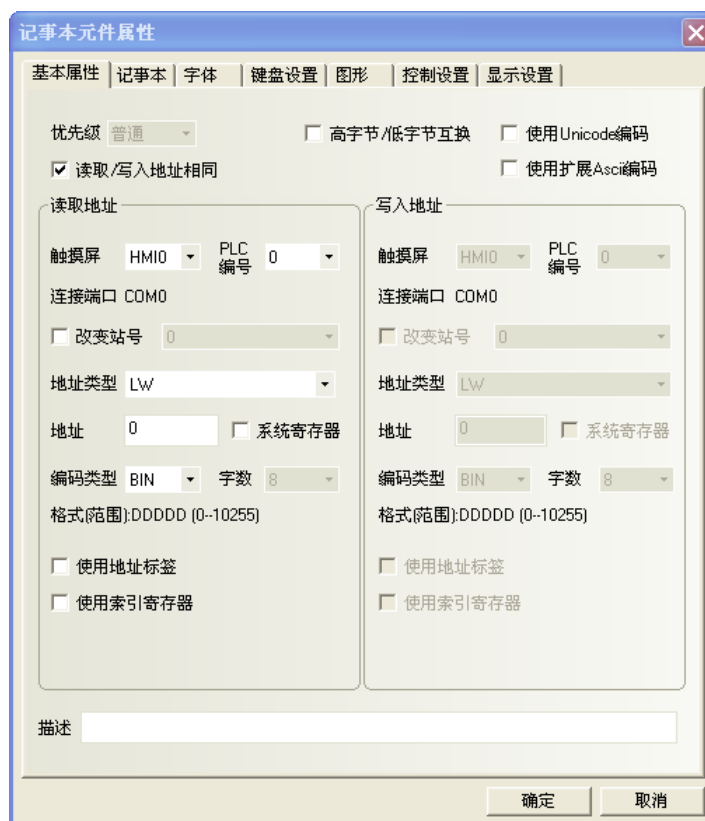 记事本元件属性
基本属性 记事本 字体 键盘设置 图形 控制设置 显示设置
优先级 普通 高字节/低字节互换 使用Unicode编码
读取/写入地址相同 使用扩展Ascii编码
读取地址
触摸屏 HMI0 PLC编号 0
连接端口 COM0
改变站号 0
地址类型 LW
地址 0 系统寄存器
编码类型 BIN 字数 8
格式(范围):DDDDD (0--10255)
使用地址标签
使用索引寄存器
写入地址
触摸屏 HMI0 PLC编号 0
连接端口 COM0
改变站号 0
地址类型 LW
地址 0 系统寄存器
编码类型 BIN 字数 8
格式(范围):DDDDD (0--10255)
使用地址标签
使用索引寄存器
描述
确定 取消